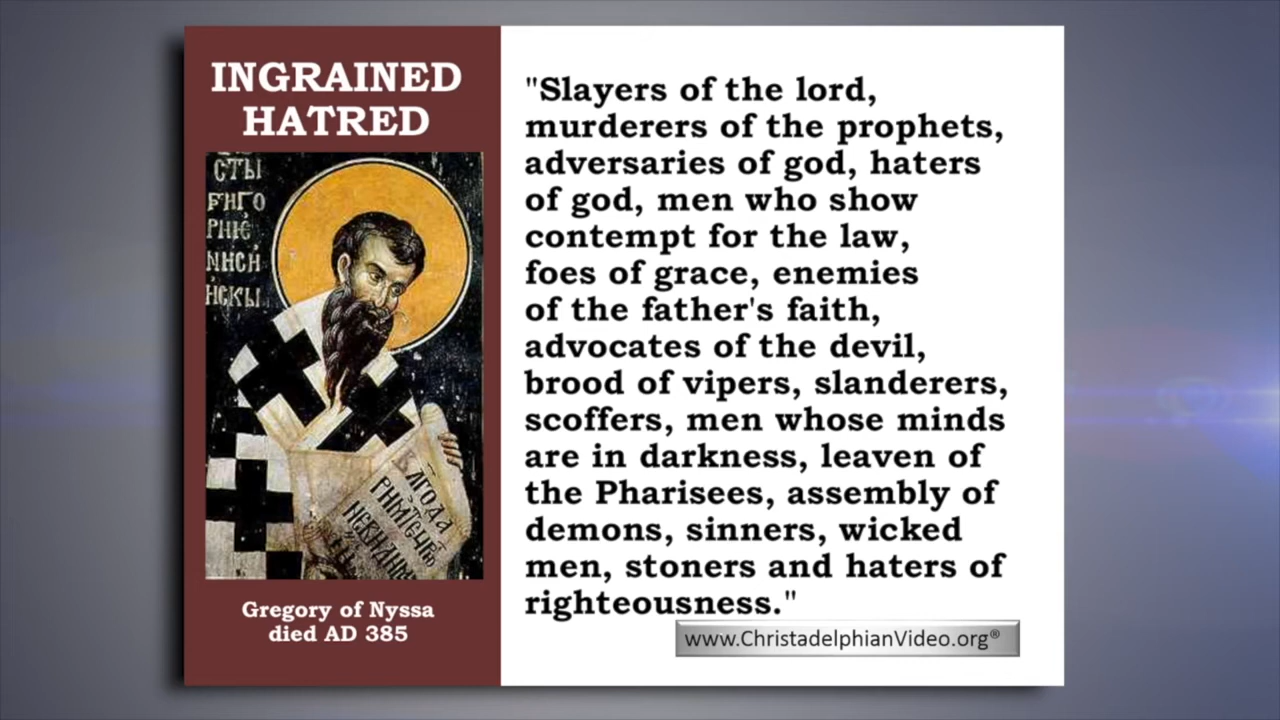 INGRAINED
HATRED
СТЫ
РНІЄ
НИСИ
"Slayers of the lord,
murderers of the prophets,
adversaries of god, haters
of god, men who show
contempt for the law,
foes of grace, enemies
of the father's faith,
advocates of the devil,
brood of vipers, slanderers,
scoffers, men whose minds
are in darkness, leaven of
the Pharisees, assembly of
demons, sinners, wicked
men, stoners and haters of
righteousness."
Gregory of Nyssa
died AD 385
www.ChristadelphianVideo.org®